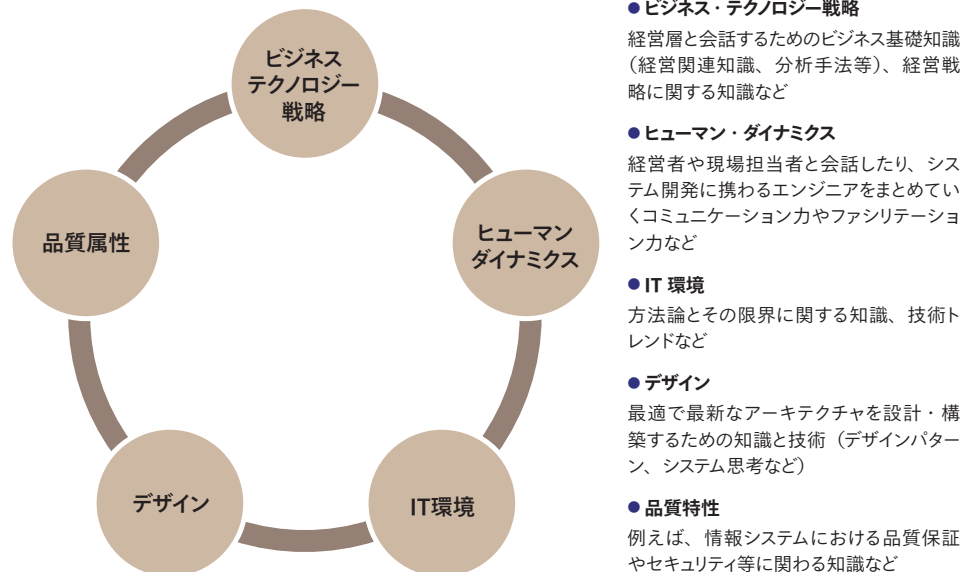 ビジネス
テクノロジー
戦略
ヒューマン
ダイナミクス
IT環境
デザイン
品質属性
●ビジネス・テクノロジー戦略
経営層と会話するためのビジネス基礎知識
(経営関連知識、分析手法等)、経営戦
略に関する知識など
●ヒューマン・ダイナミクス
経営者や現場担当者と会話したり、シス
テム開発に携わるエンジニアをまとめてい
くコミュニケーション力やファシリテーショ
ン力など
●IT 環境
方法論とその限界に関する知識、技術ト
レンドなど
●デザイン
最適で最新なアーキテクチャを設計・構
築するための知識と技術(デザインパター
ン、システム思考など)
●品質特性
例えば、情報システムにおける品質保証
やセキュリティ等に関わる知識など